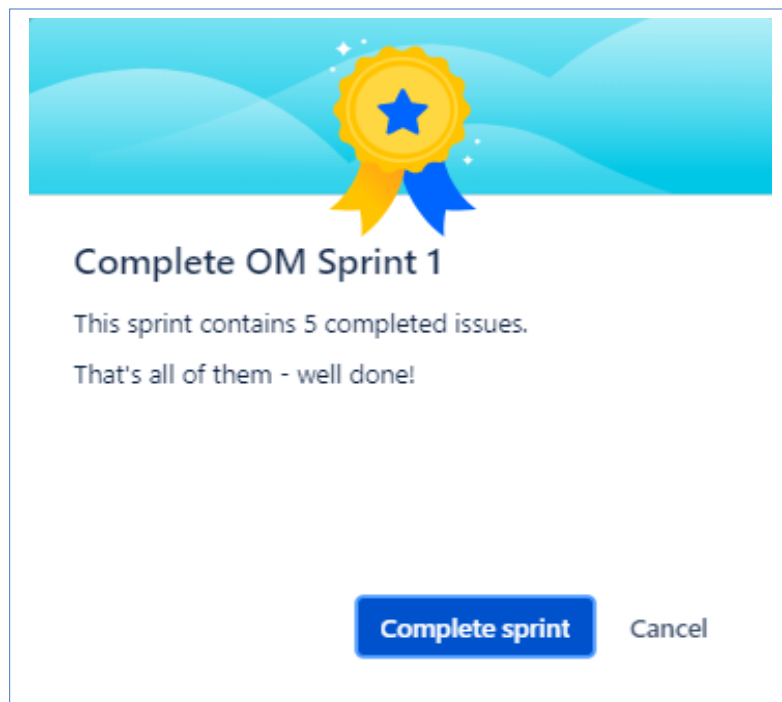 Complete OM Sprint 1
This sprint contains 5 completed issues.
That's all of them - well done!
Complete sprint Cancel